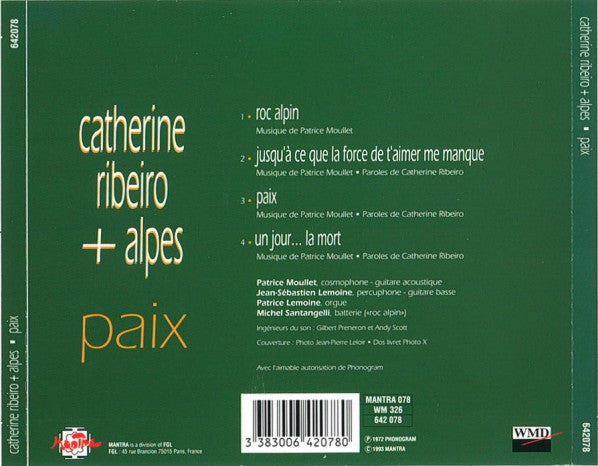 642078
catherine ribeiro + alpes ▪ paix
catherine
ribeiro
+ alpes
paix
1 • roc alpin
Musique de Patrice Moullet
2 • jusqu'à ce que la force de t'aimer me manque
Musique de Patrice Moullet • Paroles de Catherine Ribeiro
3 • paix
Musique de Patrice Moullet • Paroles de Catherine Ribeiro
4 • un jour... la mort
Musique de Patrice Moullet • Paroles de Catherine Ribeiro
Patrice Moullet, cosmophone - guitare acoustique
Jean-Sébastien Lemoine, percuphone - guitare basse
Patrice Lemoine, orgue
Michel Santangelli, batterie («roc alpin»)
Ingénieurs du son : Gilbert Preneron et Andy Scott
Couverture : Photo Jean-Pierre Leloir • Dos livret Photo X
Avec l'aimable autorisation de Phonogram
Mantra
MANTRA is a division of FGL
FGL : 45 rue Brancion 75015 Paris, France
3 383006 420780
MANTRA 078
WM 326
642 078
℗ 1972 PHONOGRAM
© 1993 MANTRA
WMD
catherine ribeiro + alpes ▪ paix
642078